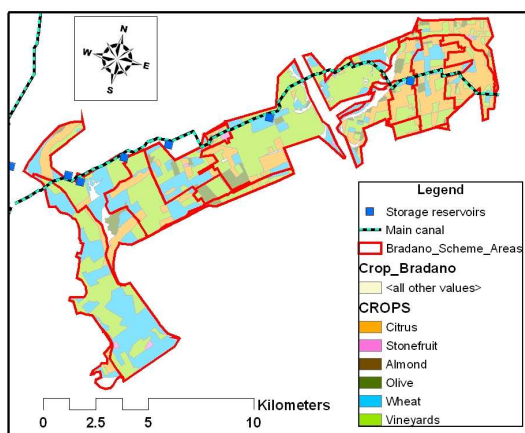 N
W
E
S
Legend
Storage reservoirs
Main canal
Bradano_Scheme_Areas
Crop_Bradano
<all other values>
CROPS
Citrus
Stonefruit
Almond
Olive
Wheat
Vineyards
Kilometers
0 2.5 5 10